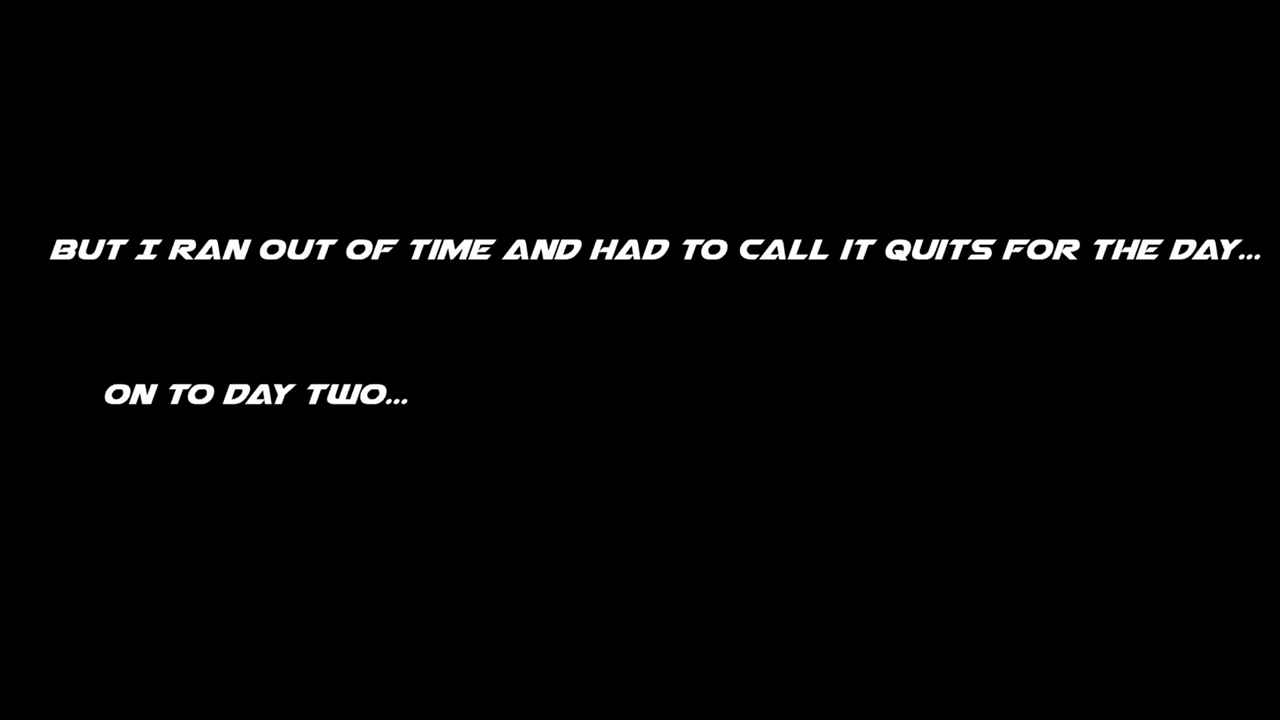 BUT I RAN OUT OF TIME AND HAD TO CALL IT QUITS FOR THE DAY...
ON TO DAY TWO...